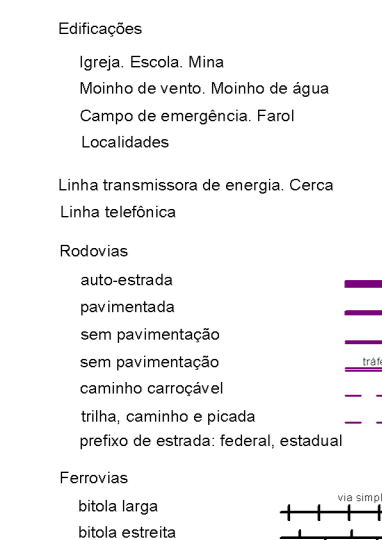 Edificações
Igreja. Escola. Mina
Moinho de vento. Moinho de água
Campo de emergência. Farol
Localidades
Linha transmissora de energia. Cerca
Linha telefônica
Rodovias
auto-estrada
pavimentada
sem pavimentação
sem pavimentação
caminho carroçável
trilha, caminho e picada
prefixo de estrada: federal, estadual
Ferrovias
via simpl
bitola larga
bitola estreita